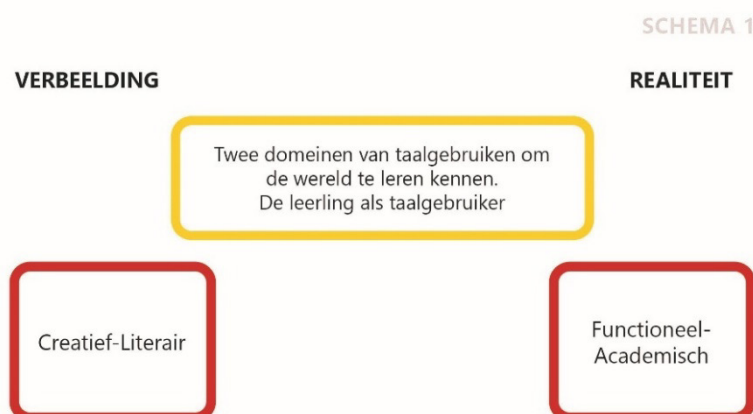 SCHEMA 1
VERBEELDING
REALITEIT
Twee domeinen van taalgebruiken om
de wereld te leren kennen.
De leerling als taalgebruiker
Creatief-Literair
Functioneel-
Academisch